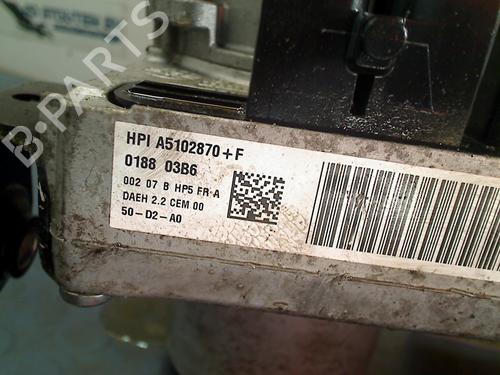 HPI A5102870+F
0188 03B6
002 07 B HP5 FR A
DAEH 2.2 CEM 00
50-D2-A0
B-PARTS